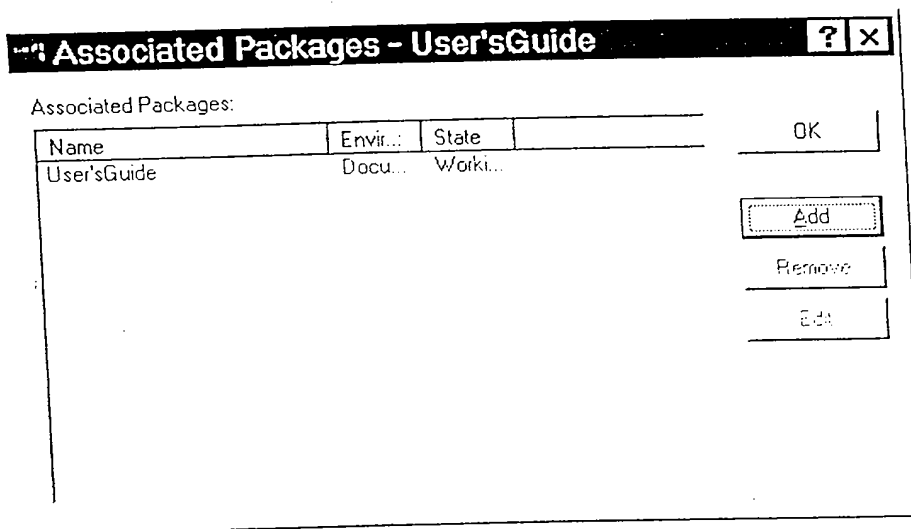 Associated Packages - User'sGuide
? ×
Associated Packages:
Name Envir... State
User'sGuide Docu... Worki...
OK
Add
Remove
Edit